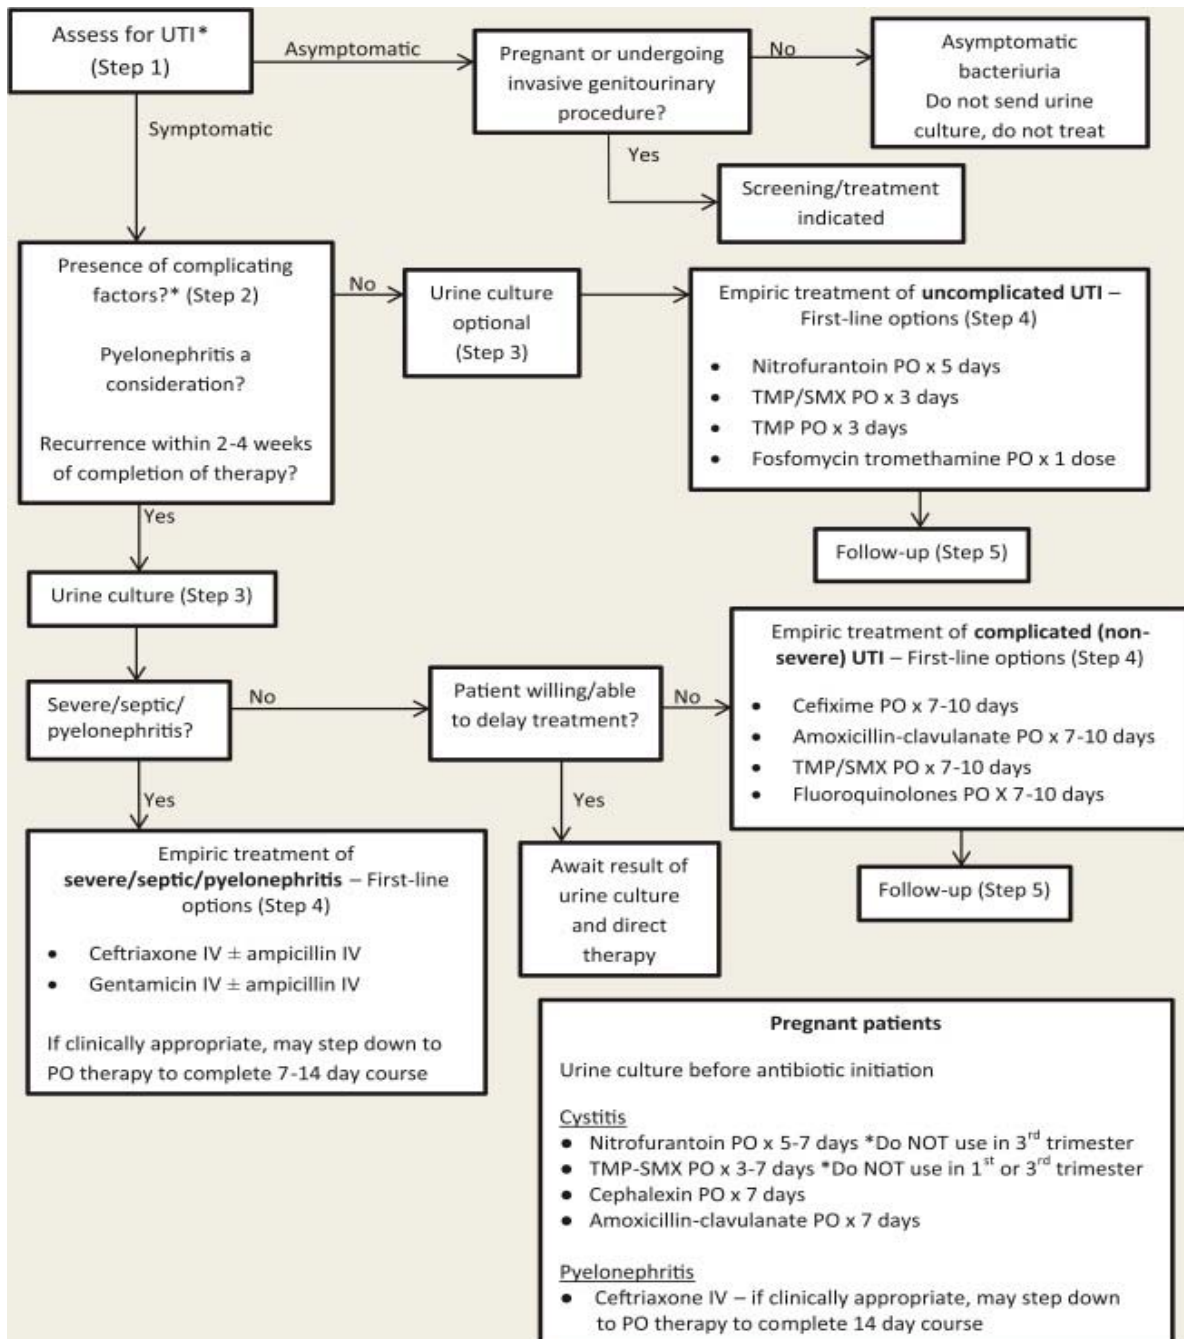 Assess for UTI*
(Step 1)
Asymptomatic
Pregnant or undergoing
invasive genitourinary
procedure?
No
Asymptomatic
bacteriuria
Do not send urine
culture, do not treat
Symptomatic
Yes
Screening/treatment
indicated
Presence of complicating
factors?* (Step 2)
Pyelonephritis a
consideration?
Recurrence within 2-4 weeks
of completion of therapy?
No
Urine culture
optional
(Step 3)
Empiric treatment of uncomplicated UTI –
First-line options (Step 4)
• Nitrofurantoin PO x 5 days
• TMP/SMX PO x 3 days
• TMP PO x 3 days
• Fosfomycin tromethamine PO x 1 dose
Follow-up (Step 5)
Yes
Urine culture (Step 3)
Severe/septic/
pyelonephritis?
No
Patient willing/able
to delay treatment?
No
Empiric treatment of complicated (non-
severe) UTI – First-line options (Step 4)
• Cefixime PO x 7-10 days
• Amoxicillin-clavulanate PO x 7-10 days
• TMP/SMX PO x 7-10 days
• Fluoroquinolones PO X 7-10 days
Follow-up (Step 5)
Yes
Await result of
urine culture
and direct
therapy
Yes
Empiric treatment of
severe/septic/pyelonephritis – First-line
options (Step 4)
• Ceftriaxone IV ± ampicillin IV
• Gentamicin IV ± ampicillin IV
If clinically appropriate, may step down to
PO therapy to complete 7-14 day course
Pregnant patients
Urine culture before antibiotic initiation
Cystitis
• Nitrofurantoin PO x 5-7 days *Do NOT use in 3rd trimester
• TMP-SMX PO x 3-7 days *Do NOT use in 1st or 3rd trimester
• Cephalexin PO x 7 days
• Amoxicillin-clavulanate PO x 7 days
Pyelonephritis
• Ceftriaxone IV – if clinically appropriate, may step down
to PO therapy to complete 14 day course